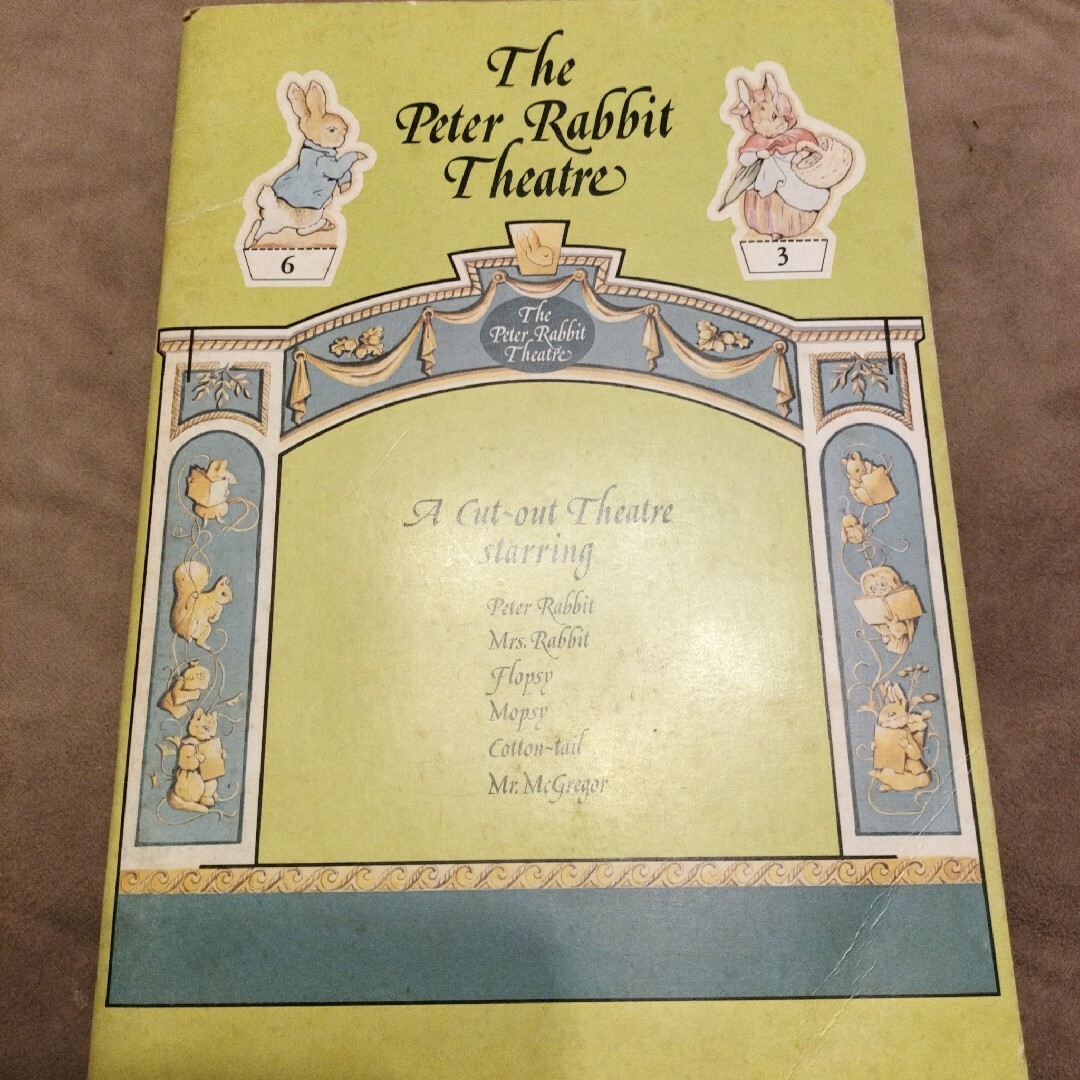 The
Peter Rabbit
Theatre
6
3
The
Peter Rabbit
Theatre
A Cut-out Theatre
starring
Peter Rabbit
Mrs. Rabbit
Flopsy
Mopsy
Cotton-tail
Mr. McGregor